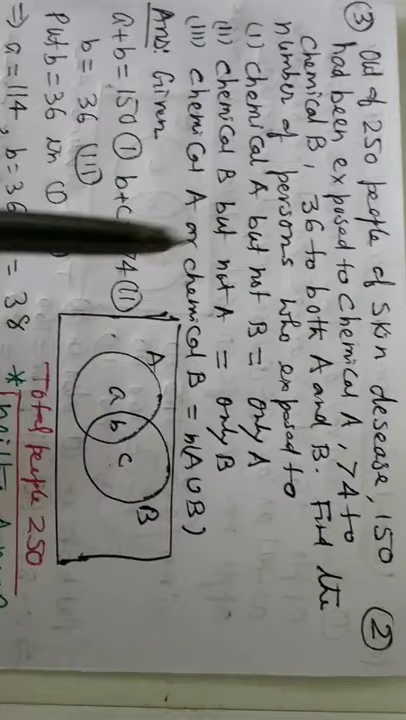 ③ Out of 250 people of skin desease, 150 ②
had been exposed to chemical A, 74 to
chemical B, 36 to both A and B. Find the
number of persons who exposed to
(I) chemical A but not B = only A
(II) chemical B but not A = only B
(III) chemical A or chemical B = n(A∪B)
Ans: Given
a+b=150 ① b+c 74 ⑪
b = 36 (III)
Put b=36 in ①
⇒ a=114, b=36 = 38
A
a
b
c
B
Total people 250
*